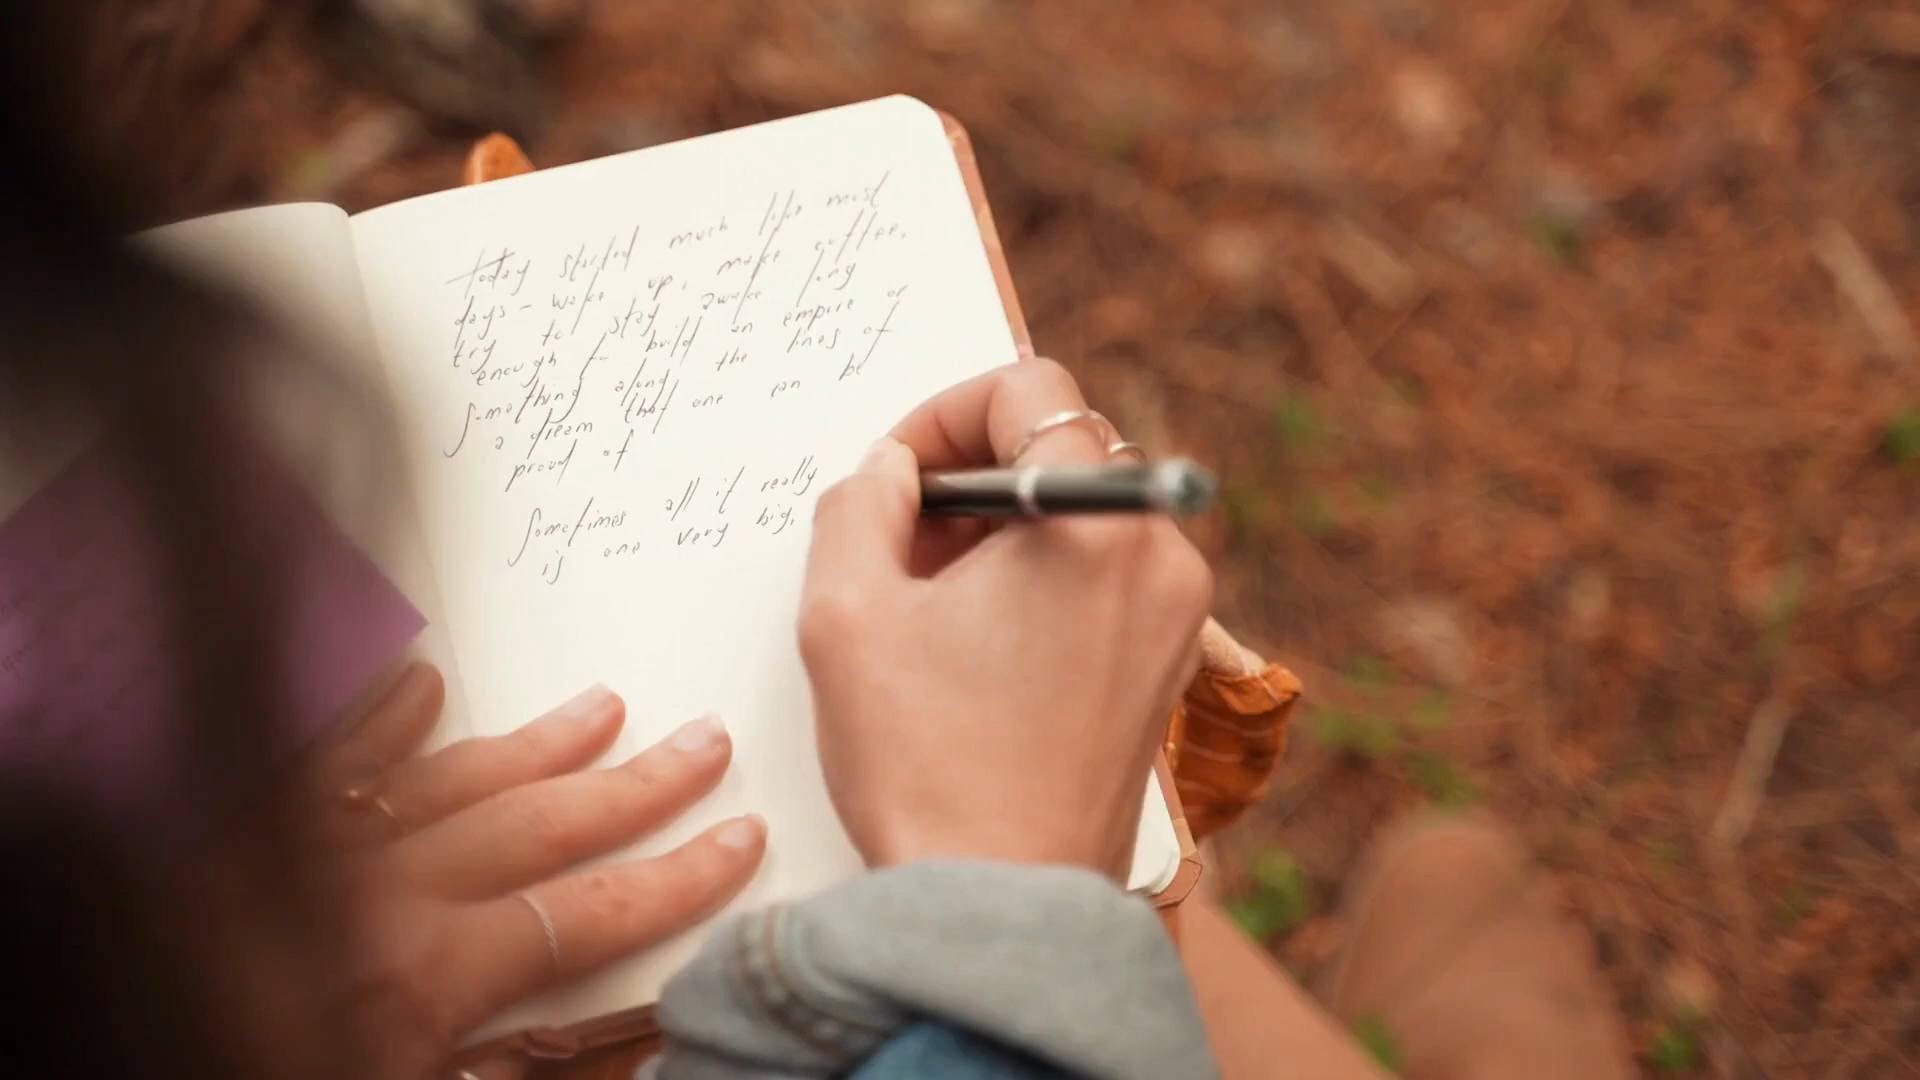 today started much like most
days - wake up, make coffee,
try to stay awake long
enough to build an empire or
something along the lines of
a dream that one can be
proud of
Sometimes all it really
is one very big,